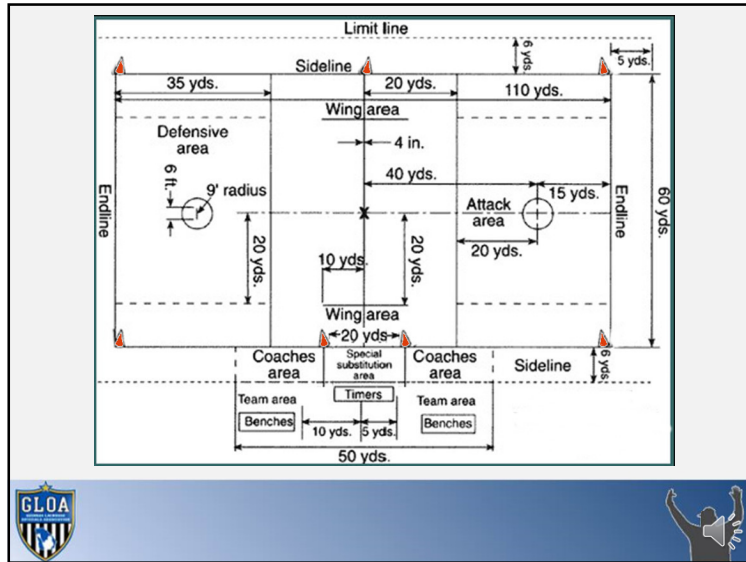 Limit line
6 yds.
5 yds.
Sideline
35 yds.
20 yds.
110 yds.
Wing area
Defensive
area
4 in.
40 yds.
6 ft.
9' radius
15 yds.
Attack
area
Endline
Endline
60 yds.
20 yds.
20 yds.
20 yds.
10 yds.
X
Wing area
20 yds
Coaches
area
Special
substitution
area
Coaches
area
Sideline
6 yds.
Timers
Team area
Team area
Benches
10 yds.
5 yds.
Benches
50 yds.
GLOA